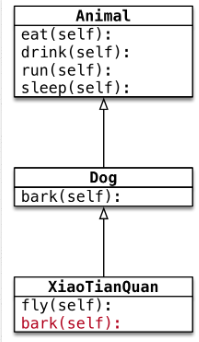 Animal
eat(self):
drink(self):
run(self):
sleep(self):
Dog
bark(self):
XiaoTianQuan
fly(self):
bark(self):